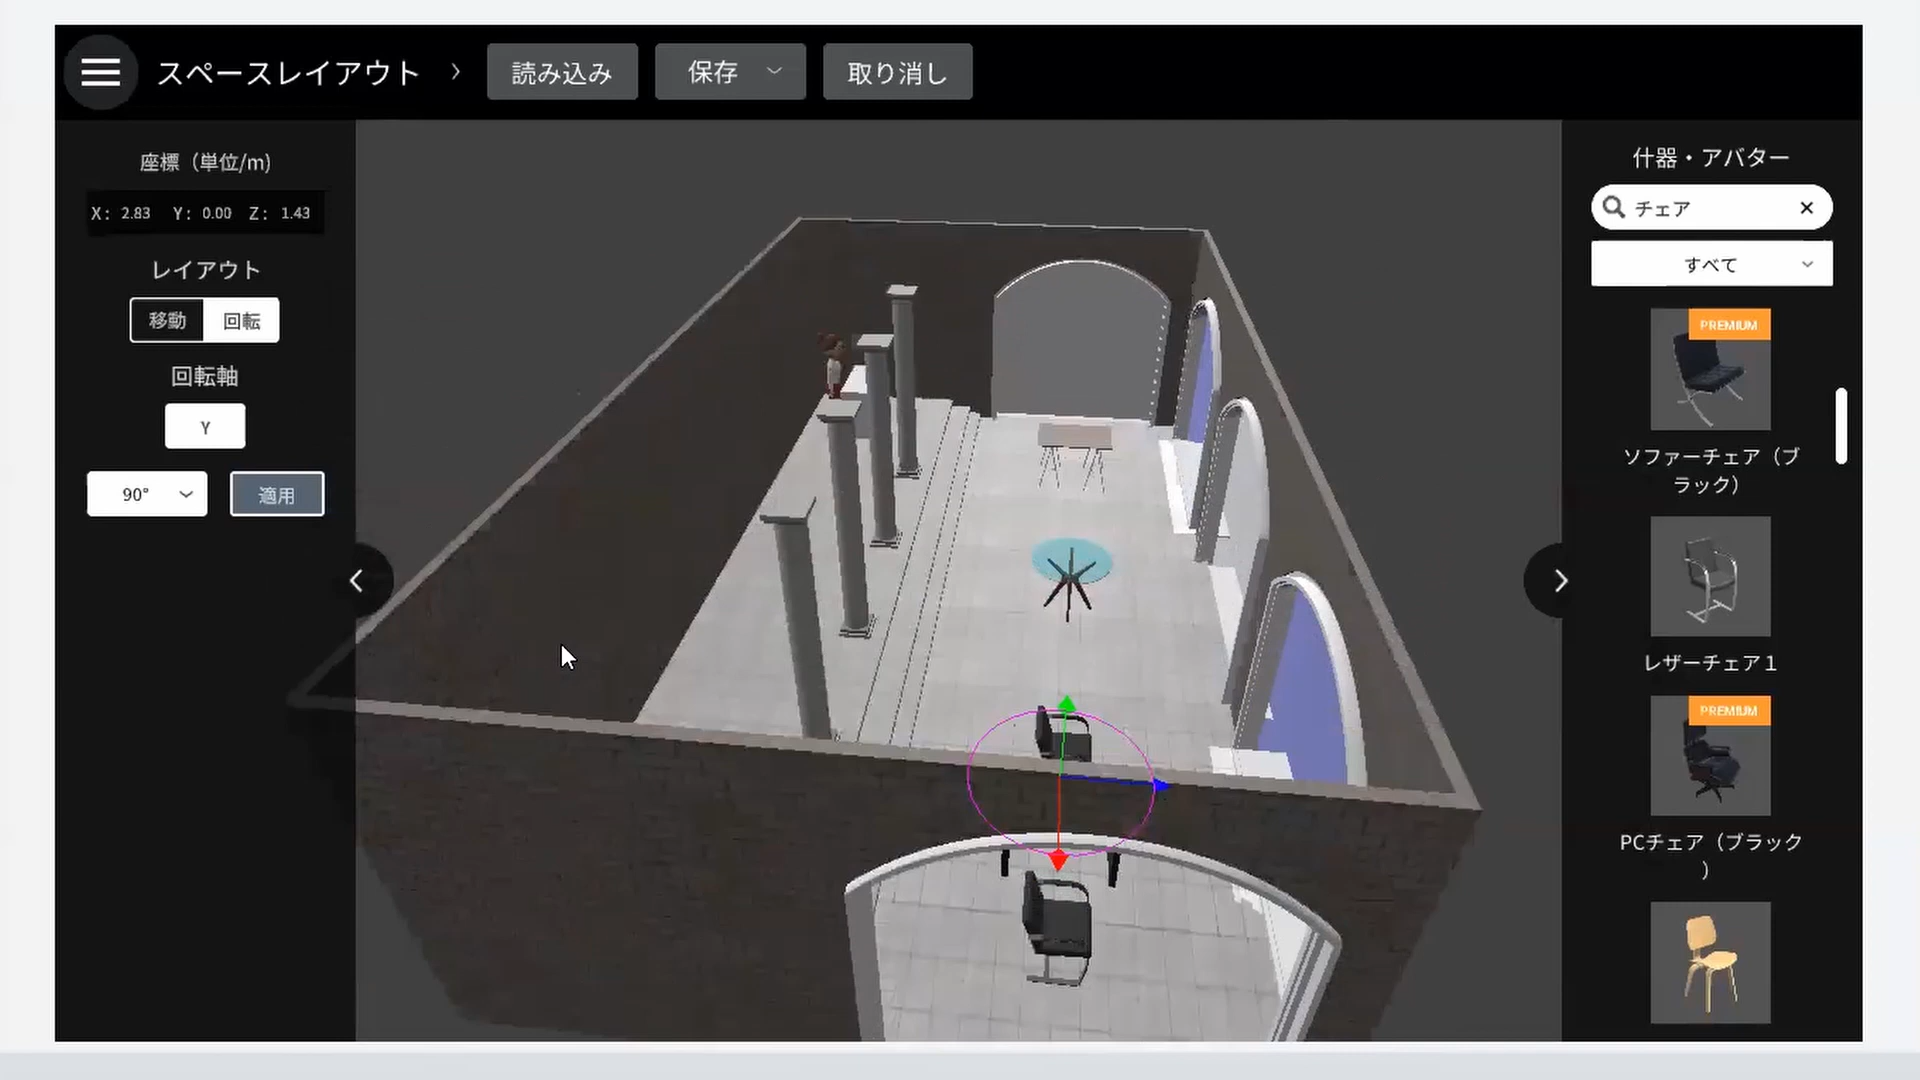 スペースレイアウト › 読み込み 保存 取り消し
座標（単位/m)
X: 2.83 Y: 0.00 Z: 1.43
レイアウト
移動 回転
回転軸
Y
90° 適用
什器・アバター
チェア ×
すべて
PREMIUM
ソファーチェア（ブ
ラック）
レザーチェア１
PREMIUM
PCチェア（ブラック
）